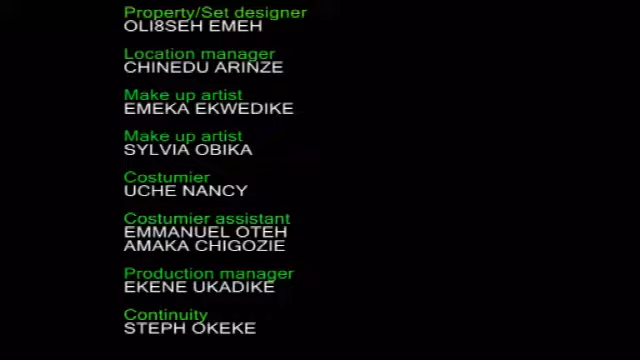 Property/Set designer
OLI8SEH EMEH
Location manager
CHINEDU ARINZE
Make up artist
EMEKA EKWEDIKE
Make up artist
SYLVIA OBIKA
Costumier
UCHE NANCY
Costumier assistant
EMMANUEL OTEH
AMAKA CHIGOZIE
Production manager
EKENE UKADIKE
Continuity
STEPH OKEKE